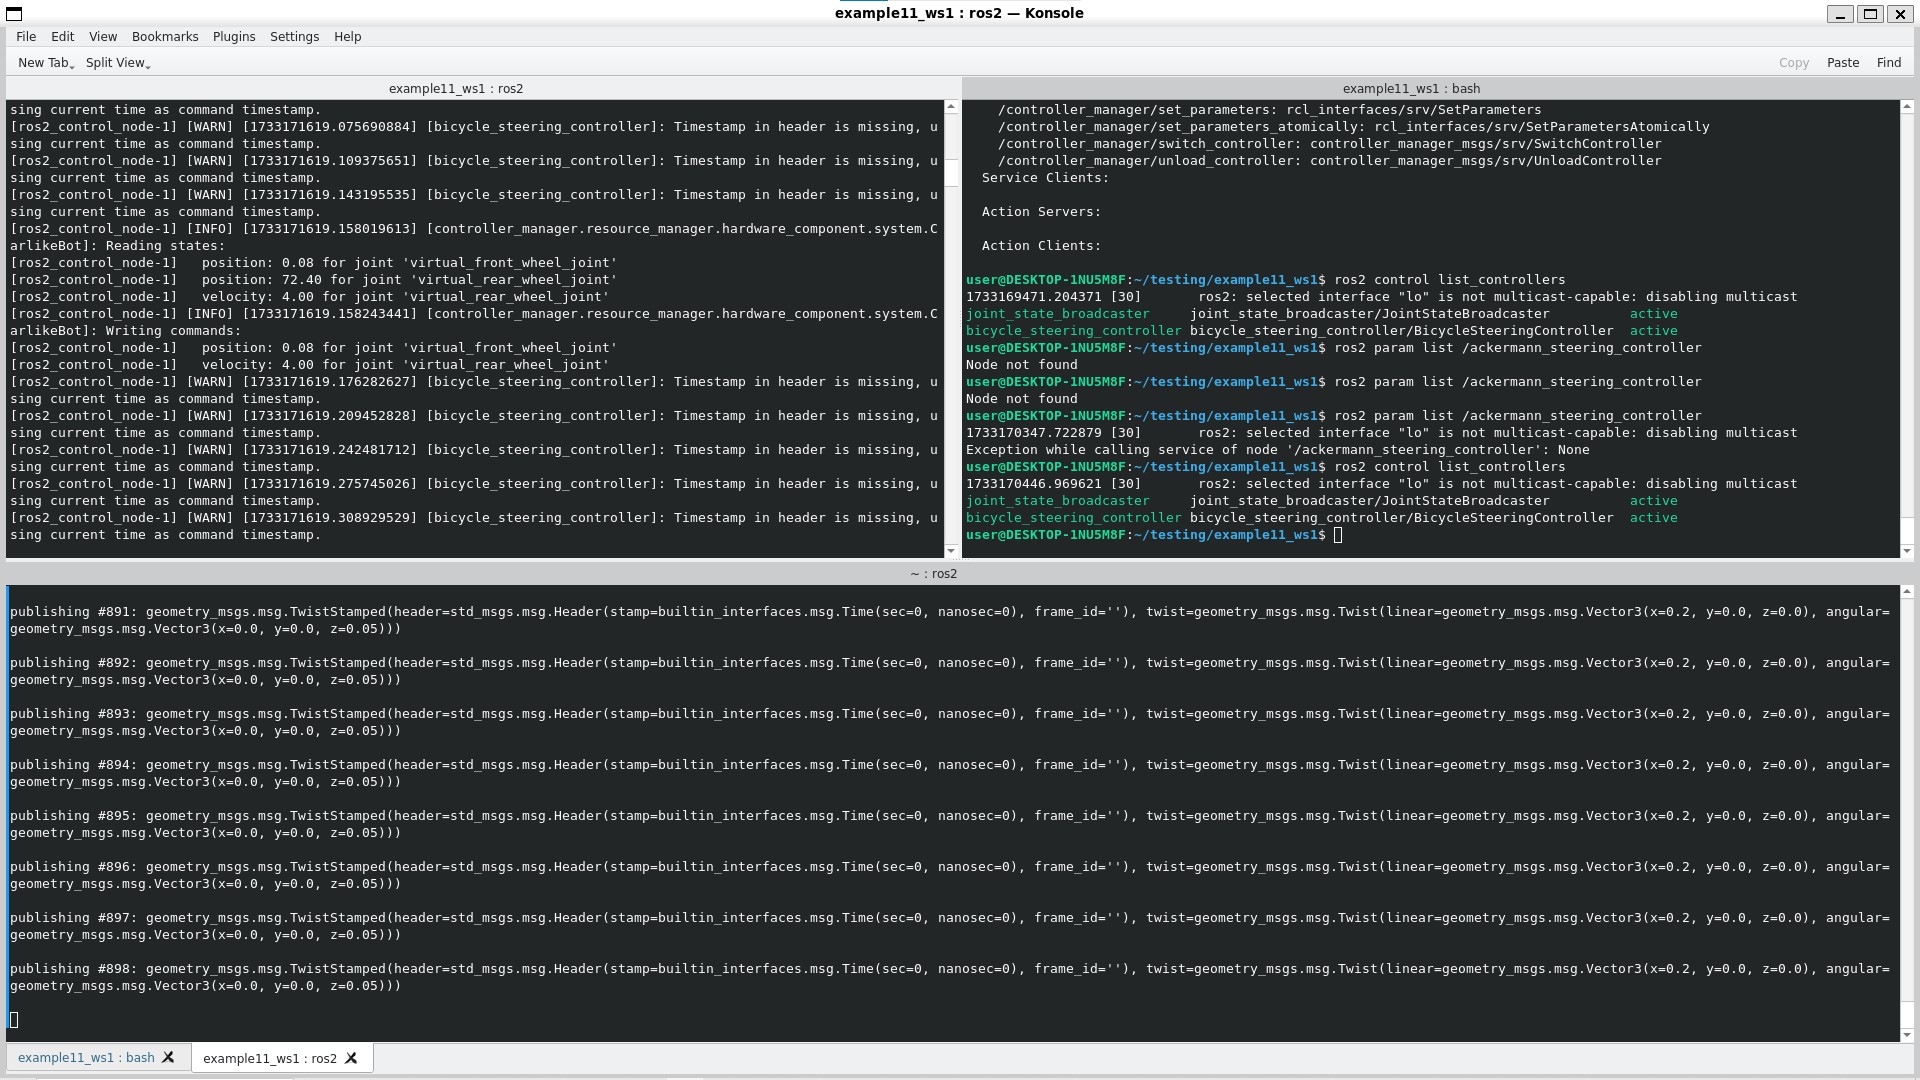 example11_ws1 : ros2 — Konsole
File Edit View Bookmarks Plugins Settings Help
New Tab Split View Copy Paste Find
example11_ws1 : ros2
sing current time as command timestamp.
[ros2_control_node-1] [WARN] [1733171619.075690884] [bicycle_steering_controller]: Timestamp in header is missing, u
sing current time as command timestamp.
[ros2_control_node-1] [WARN] [1733171619.109375651] [bicycle_steering_controller]: Timestamp in header is missing, u
sing current time as command timestamp.
[ros2_control_node-1] [WARN] [1733171619.143195535] [bicycle_steering_controller]: Timestamp in header is missing, u
sing current time as command timestamp.
[ros2_control_node-1] [INFO] [1733171619.158019613] [controller_manager.resource_manager.hardware_component.system.C
arlikeBot]: Reading states:
[ros2_control_node-1]   position: 0.08 for joint 'virtual_front_wheel_joint'
[ros2_control_node-1]   position: 72.40 for joint 'virtual_rear_wheel_joint'
[ros2_control_node-1]   velocity: 4.00 for joint 'virtual_rear_wheel_joint'
[ros2_control_node-1] [INFO] [1733171619.158243441] [controller_manager.resource_manager.hardware_component.system.C
arlikeBot]: Writing commands:
[ros2_control_node-1]   position: 0.08 for joint 'virtual_front_wheel_joint'
[ros2_control_node-1]   velocity: 4.00 for joint 'virtual_rear_wheel_joint'
[ros2_control_node-1] [WARN] [1733171619.176282627] [bicycle_steering_controller]: Timestamp in header is missing, u
sing current time as command timestamp.
[ros2_control_node-1] [WARN] [1733171619.209452828] [bicycle_steering_controller]: Timestamp in header is missing, u
sing current time as command timestamp.
[ros2_control_node-1] [WARN] [1733171619.242481712] [bicycle_steering_controller]: Timestamp in header is missing, u
sing current time as command timestamp.
[ros2_control_node-1] [WARN] [1733171619.275745026] [bicycle_steering_controller]: Timestamp in header is missing, u
sing current time as command timestamp.
[ros2_control_node-1] [WARN] [1733171619.308929529] [bicycle_steering_controller]: Timestamp in header is missing, u
sing current time as command timestamp.
example11_ws1 : bash
/controller_manager/set_parameters: rcl_interfaces/srv/SetParameters
/controller_manager/set_parameters_atomically: rcl_interfaces/srv/SetParametersAtomically
/controller_manager/switch_controller: controller_manager_msgs/srv/SwitchController
/controller_manager/unload_controller: controller_manager_msgs/srv/UnloadController
Service Clients:
Action Servers:
Action Clients:
user@DESKTOP-1NU5M8F:~/testing/example11_ws1$ ros2 control list_controllers
1733169471.204371 [30]       ros2: selected interface "lo" is not multicast-capable: disabling multicast
joint_state_broadcaster     joint_state_broadcaster/JointStateBroadcaster          active
bicycle_steering_controller bicycle_steering_controller/BicycleSteeringController  active
user@DESKTOP-1NU5M8F:~/testing/example11_ws1$ ros2 param list /ackermann_steering_controller
Node not found
user@DESKTOP-1NU5M8F:~/testing/example11_ws1$ ros2 param list /ackermann_steering_controller
Node not found
user@DESKTOP-1NU5M8F:~/testing/example11_ws1$ ros2 param list /ackermann_steering_controller
1733170347.722879 [30]       ros2: selected interface "lo" is not multicast-capable: disabling multicast
Exception while calling service of node '/ackermann_steering_controller': None
user@DESKTOP-1NU5M8F:~/testing/example11_ws1$ ros2 control list_controllers
1733170446.969621 [30]       ros2: selected interface "lo" is not multicast-capable: disabling multicast
joint_state_broadcaster     joint_state_broadcaster/JointStateBroadcaster          active
bicycle_steering_controller bicycle_steering_controller/BicycleSteeringController  active
user@DESKTOP-1NU5M8F:~/testing/example11_ws1$
~ : ros2
publishing #891: geometry_msgs.msg.TwistStamped(header=std_msgs.msg.Header(stamp=builtin_interfaces.msg.Time(sec=0, nanosec=0), frame_id=''), twist=geometry_msgs.msg.Twist(linear=geometry_msgs.msg.Vector3(x=0.2, y=0.0, z=0.0), angular=
geometry_msgs.msg.Vector3(x=0.0, y=0.0, z=0.05)))
publishing #892: geometry_msgs.msg.TwistStamped(header=std_msgs.msg.Header(stamp=builtin_interfaces.msg.Time(sec=0, nanosec=0), frame_id=''), twist=geometry_msgs.msg.Twist(linear=geometry_msgs.msg.Vector3(x=0.2, y=0.0, z=0.0), angular=
geometry_msgs.msg.Vector3(x=0.0, y=0.0, z=0.05)))
publishing #893: geometry_msgs.msg.TwistStamped(header=std_msgs.msg.Header(stamp=builtin_interfaces.msg.Time(sec=0, nanosec=0), frame_id=''), twist=geometry_msgs.msg.Twist(linear=geometry_msgs.msg.Vector3(x=0.2, y=0.0, z=0.0), angular=
geometry_msgs.msg.Vector3(x=0.0, y=0.0, z=0.05)))
publishing #894: geometry_msgs.msg.TwistStamped(header=std_msgs.msg.Header(stamp=builtin_interfaces.msg.Time(sec=0, nanosec=0), frame_id=''), twist=geometry_msgs.msg.Twist(linear=geometry_msgs.msg.Vector3(x=0.2, y=0.0, z=0.0), angular=
geometry_msgs.msg.Vector3(x=0.0, y=0.0, z=0.05)))
publishing #895: geometry_msgs.msg.TwistStamped(header=std_msgs.msg.Header(stamp=builtin_interfaces.msg.Time(sec=0, nanosec=0), frame_id=''), twist=geometry_msgs.msg.Twist(linear=geometry_msgs.msg.Vector3(x=0.2, y=0.0, z=0.0), angular=
geometry_msgs.msg.Vector3(x=0.0, y=0.0, z=0.05)))
publishing #896: geometry_msgs.msg.TwistStamped(header=std_msgs.msg.Header(stamp=builtin_interfaces.msg.Time(sec=0, nanosec=0), frame_id=''), twist=geometry_msgs.msg.Twist(linear=geometry_msgs.msg.Vector3(x=0.2, y=0.0, z=0.0), angular=
geometry_msgs.msg.Vector3(x=0.0, y=0.0, z=0.05)))
publishing #897: geometry_msgs.msg.TwistStamped(header=std_msgs.msg.Header(stamp=builtin_interfaces.msg.Time(sec=0, nanosec=0), frame_id=''), twist=geometry_msgs.msg.Twist(linear=geometry_msgs.msg.Vector3(x=0.2, y=0.0, z=0.0), angular=
geometry_msgs.msg.Vector3(x=0.0, y=0.0, z=0.05)))
publishing #898: geometry_msgs.msg.TwistStamped(header=std_msgs.msg.Header(stamp=builtin_interfaces.msg.Time(sec=0, nanosec=0), frame_id=''), twist=geometry_msgs.msg.Twist(linear=geometry_msgs.msg.Vector3(x=0.2, y=0.0, z=0.0), angular=
geometry_msgs.msg.Vector3(x=0.0, y=0.0, z=0.05)))
example11_ws1 : bash example11_ws1 : ros2